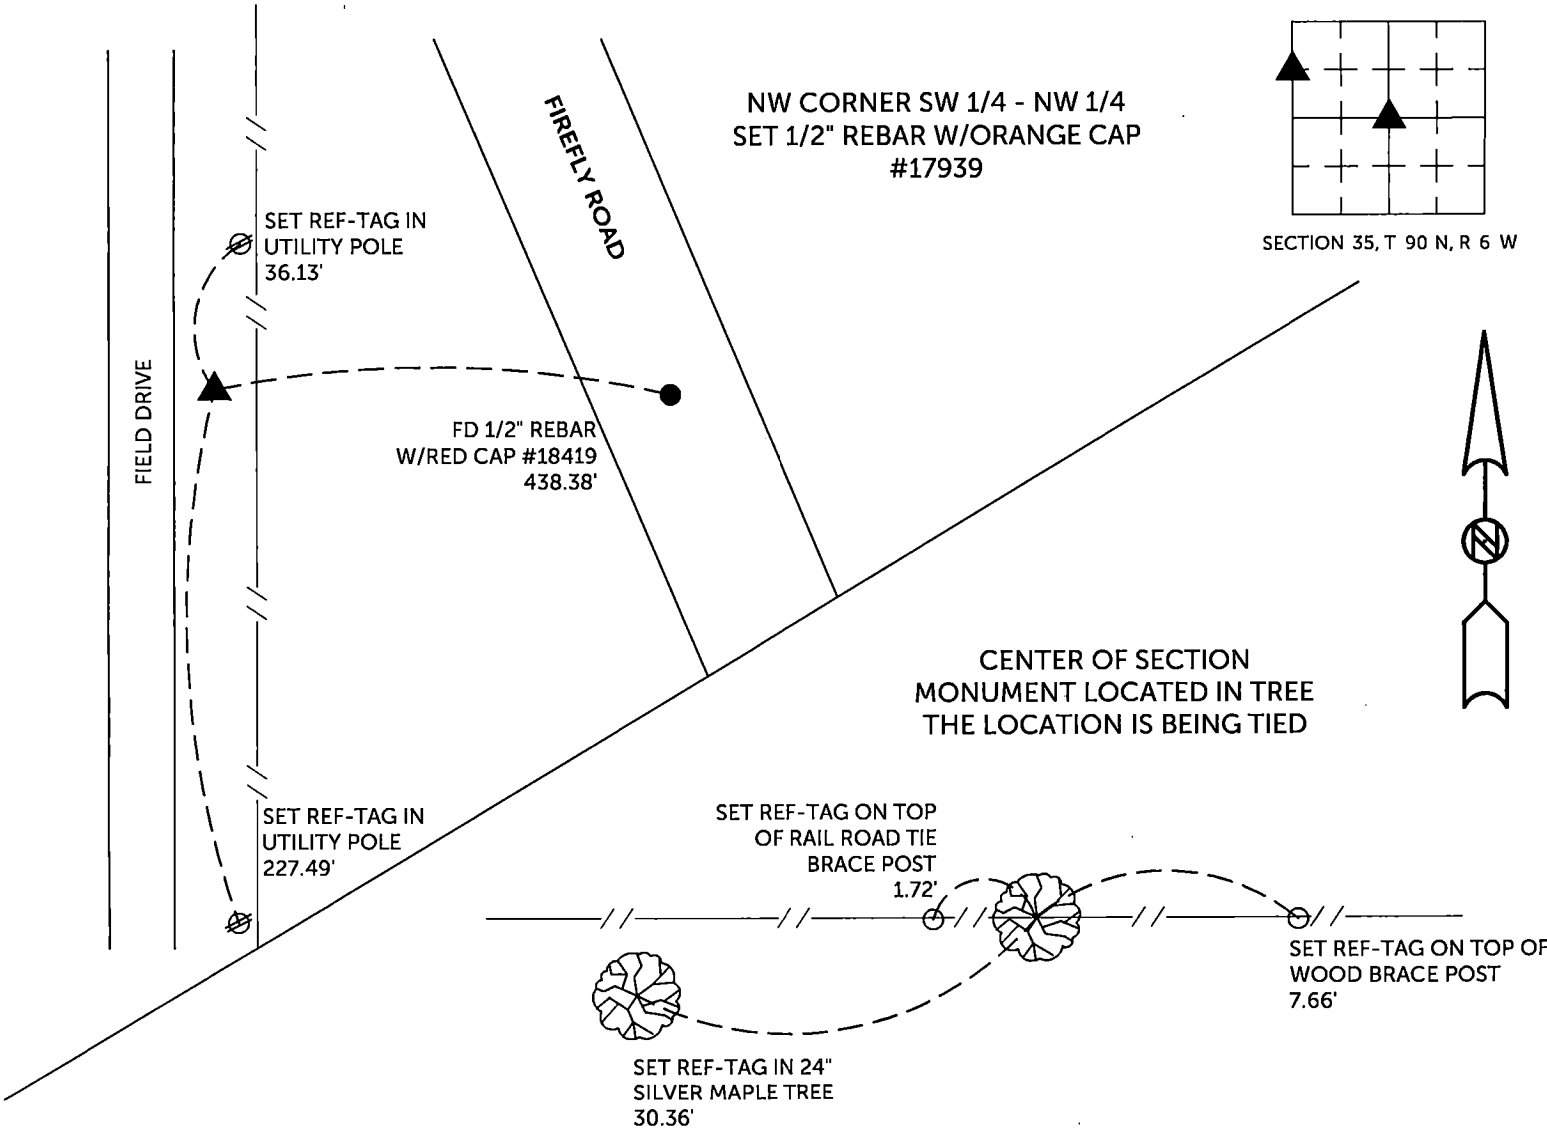 NW CORNER SW 1/4 - NW 1/4
SET 1/2" REBAR W/ORANGE CAP
#17939
SECTION 35, T 90 N, R 6 W
FIREFLY ROAD
SET REF-TAG IN
UTILITY POLE
36.13'
FIELD DRIVE
FD 1/2" REBAR
W/RED CAP #18419
438.38'
N
CENTER OF SECTION
MONUMENT LOCATED IN TREE
THE LOCATION IS BEING TIED
SET REF-TAG IN
UTILITY POLE
227.49'
SET REF-TAG ON TOP
OF RAIL ROAD TIE
BRACE POST
1.72'
SET REF-TAG ON TOP OF
WOOD BRACE POST
7.66'
SET REF-TAG IN 24"
SILVER MAPLE TREE
30.36'